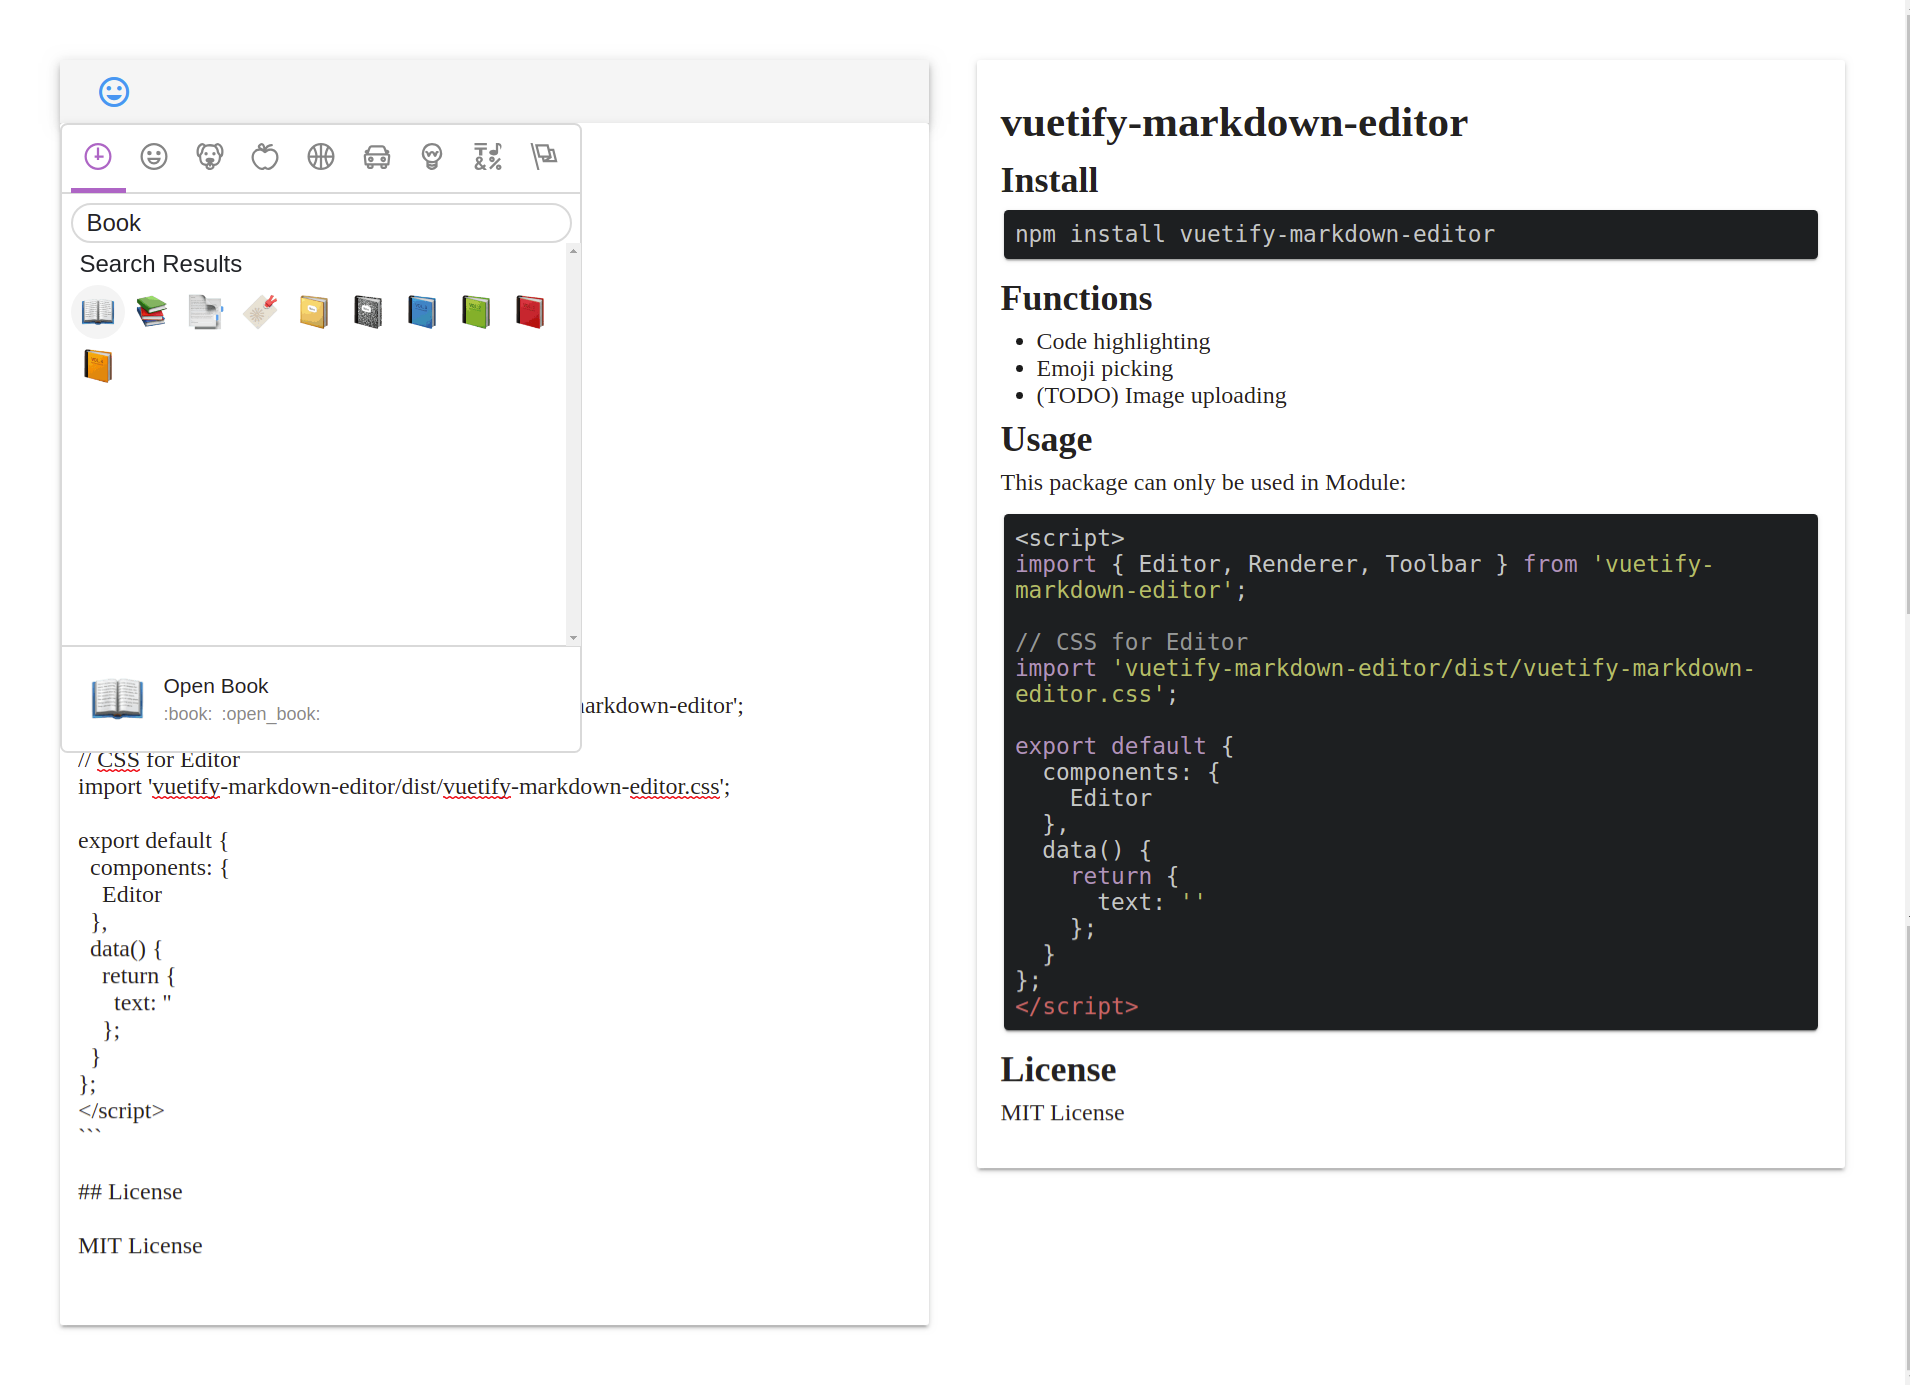 Book
Search Results
Open Book
:book: :open_book:
arkdown-editor';
// CSS for Editor
import 'vuetify-markdown-editor/dist/vuetify-markdown-editor.css';
export default {
components: {
Editor
},
data() {
return {
text: ''
};
}
};
</script>
```
## License
MIT License
vuetify-markdown-editor
Install
npm install vuetify-markdown-editor
Functions
• Code highlighting
• Emoji picking
• (TODO) Image uploading
Usage
This package can only be used in Module:
<script>
import { Editor, Renderer, Toolbar } from 'vuetify-
markdown-editor';
// CSS for Editor
import 'vuetify-markdown-editor/dist/vuetify-markdown-
editor.css';
export default {
components: {
Editor
},
data() {
return {
text: ''
};
}
};
</script>
License
MIT License